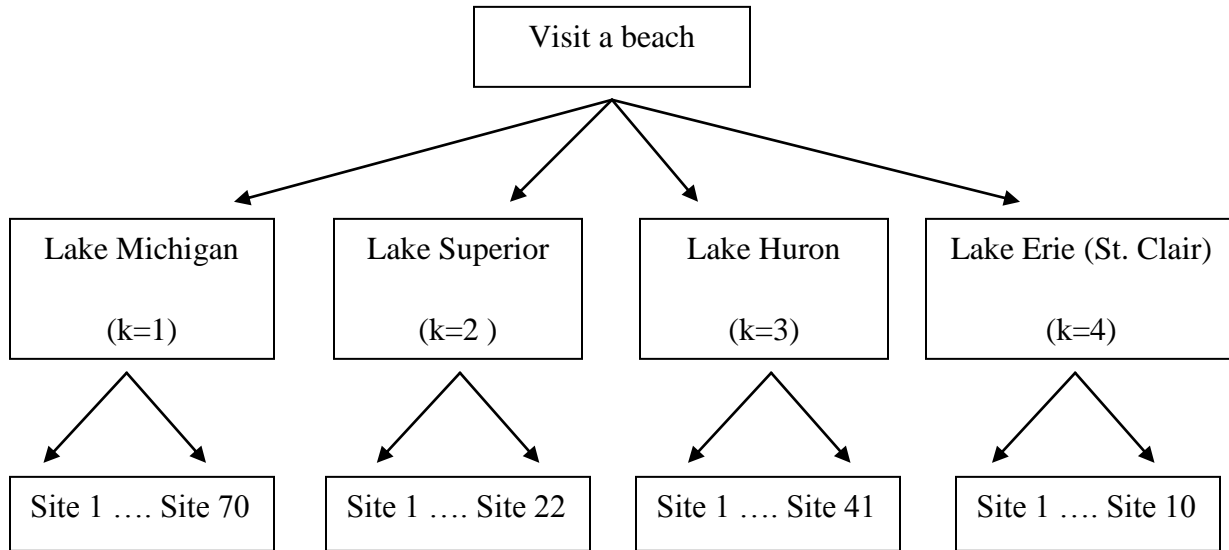 Visit a beach
Lake Michigan
(k=1)
Lake Superior
(k=2 )
Lake Huron
(k=3)
Lake Erie (St. Clair)
(k=4)
Site 1 …. Site 70
Site 1 …. Site 22
Site 1 …. Site 41
Site 1 …. Site 10